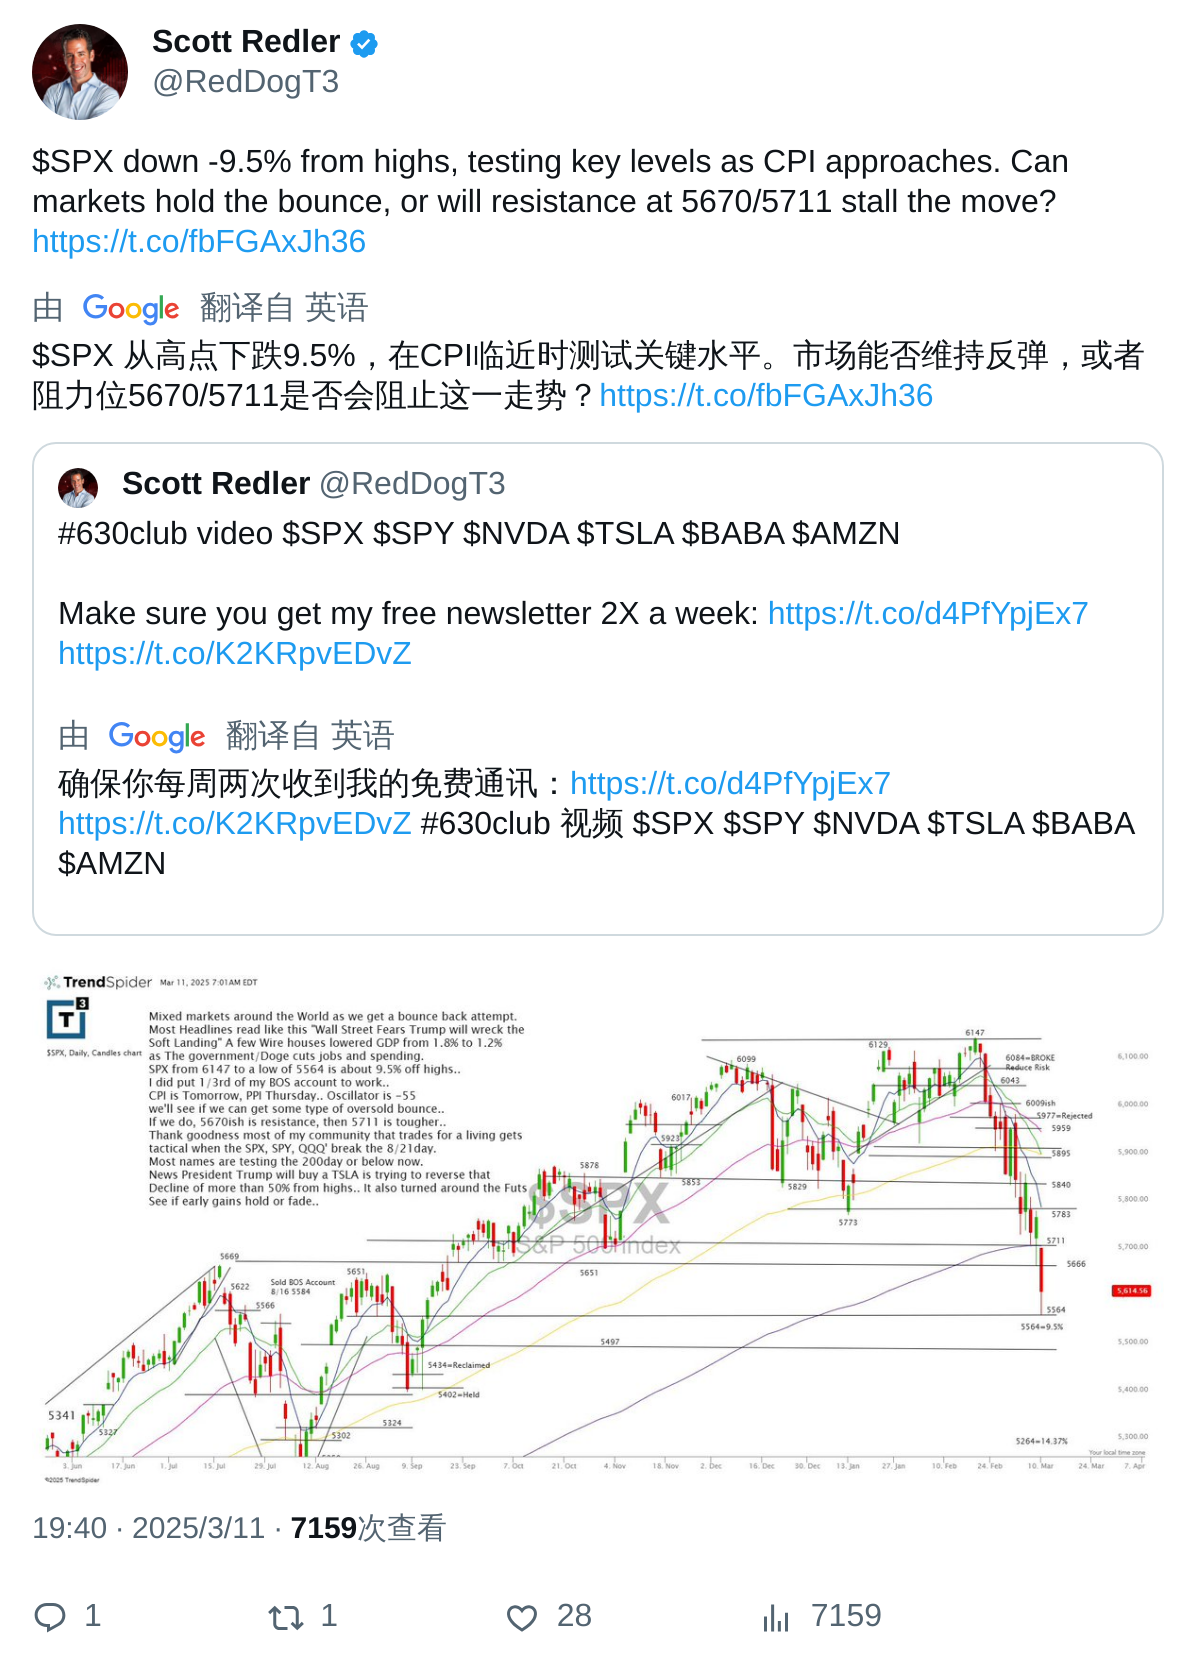 Scott Redler
@RedDogT3
$SPX down -9.5% from highs, testing key levels as CPI approaches. Can
markets hold the bounce, or will resistance at 5670/5711 stall the move?
https://t.co/fbFGAxJh36
由 Google 翻译自 英语
$SPX 从高点下跌9.5%，在CPI临近时测试关键水平。市场能否维持反弹，或者
阻力位5670/5711是否会阻止这一走势？https://t.co/fbFGAxJh36
Scott Redler @RedDogT3
#630club video $SPX $SPY $NVDA $TSLA $BABA $AMZN
Make sure you get my free newsletter 2X a week: https://t.co/d4PfYpjEx7
https://t.co/K2KRpvEDvZ
由 Google 翻译自 英语
确保你每周两次收到我的免费通讯：https://t.co/d4PfYpjEx7
https://t.co/K2KRpvEDvZ #630club 视频 $SPX $SPY $NVDA $TSLA $BABA
$AMZN
TrendSpider Mar 11, 2025 7:01AM EDT
T3
$SPX, Daily, Candles chart
Mixed markets around the World as we get a bounce back attempt.
Most Headlines read like this "Wall Street Fears Trump will wreck the
Soft Landing" A few Wire houses lowered GDP from 1.8% to 1.2%
as The government/Doge cuts jobs and spending.
SPX from 6147 to a low of 5564 is about 9.5% off highs..
I did put 1/3rd of my BOS account to work..
CPI is Tomorrow, PPI Thursday.. Oscillator is -55
we'll see if we can get some type of oversold bounce..
If we do, 5670ish is resistance, then 5711 is tougher..
Thank goodness most of my community that trades for a living gets
tactical when the SPX, SPY, QQQ' break the 8/21day.
Most names are testing the 200day or below now.
News President Trump will buy a TSLA is trying to reverse that
Decline of more than 50% from highs.. It also turned around the Futs
See if early gains hold or fade..
6147
6129
6099
6084=BROKE
Reduce Risk
6,100.00
6043
6017
6009ish
6,000.00
5977=Rejected
5959
5923
5895
5,900.00
5878
5853
5829
5840
5,800.00
$SPX
S&P 500 Index
5773
5783
5711
5,700.00
5669
5666
5651
5651
5622
Sold BOS Account
8/16 5584
5566
5,614.56
5564
5564=9.5%
5497
5,500.00
5434=Reclaimed
5402=Held
5,400.00
5341
5327
5324
5302
5264=14.37%
5,300.00
Your local time zone
3. Jun 17. Jun 1. Jul 15. Jul 29. Jul 12. Aug 26. Aug 9. Sep 23. Sep 7. Oct 21. Oct 4. Nov 18. Nov 2. Dec 16. Dec 30. Dec 13. Jan 27. Jan 10. Feb 24. Feb 10. Mar 24. Mar 7. Apr
©2025 TrendSpider
19:40 · 2025/3/11 · 7159次查看
1 1 28 7159